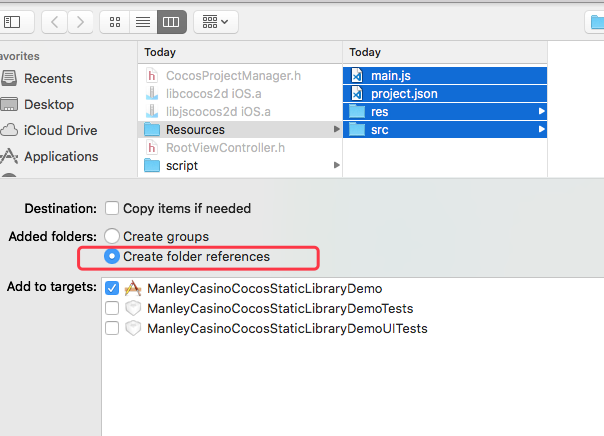 Today Today
avorites
Recents
Desktop
iCloud Drive
Applications
CocosProjectManager.h
libcocos2d iOS.a
libjscocos2d iOS.a
Resources
RootViewController.h
script
main.js
project.json
res
src
Destination: Copy items if needed
Added folders: Create groups
Create folder references
Add to targets: ManleyCasinoCocosStaticLibraryDemo
ManleyCasinoCocosStaticLibraryDemoTests
ManleyCasinoCocosStaticLibraryDemoUITests